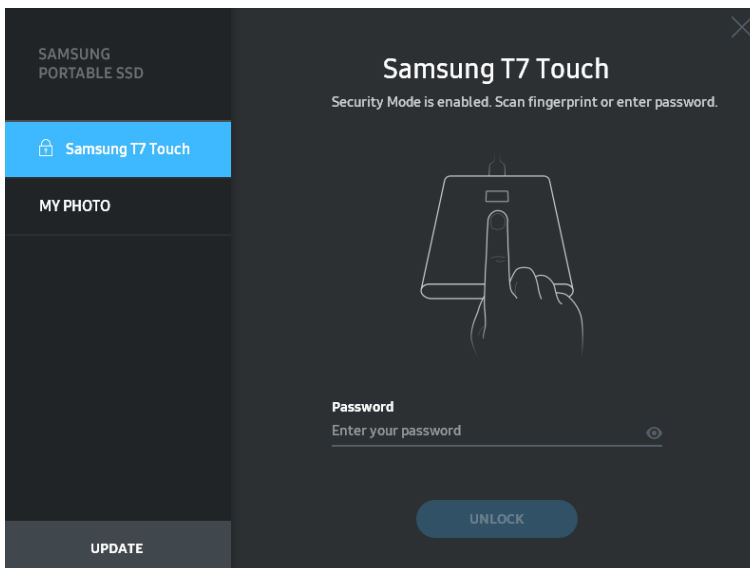 SAMSUNG
PORTABLE SSD
Samsung T7 Touch
MY PHOTO
UPDATE
Samsung T7 Touch
Security Mode is enabled. Scan fingerprint or enter password.
Password
Enter your password
UNLOCK